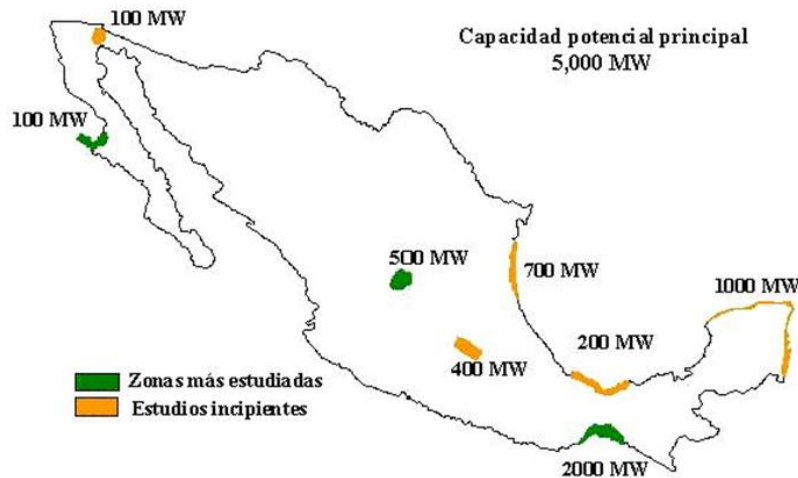 100 MW
Capacidad potencial principal
5,000 MW
100 MW
500 MW
700 MW
1000 MW
200 MW
400 MW
Zonas más estudiadas
Estudios incipientes
2000 MW